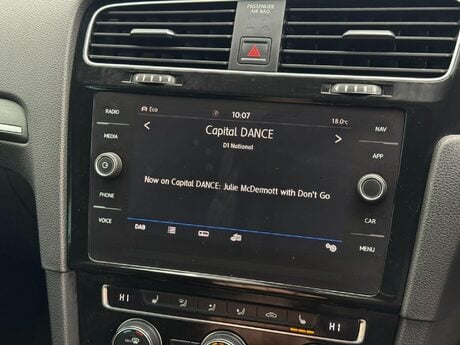 PASSENGER
AIR BAG
RADIO
MEDIA
PHONE
VOICE
Eco
10:07
18.0°C
Capital DANCE
D1 National
Now on Capital DANCE: Julie McDermott with Don't Go
DAB
NAV
APP
CAR
MENU
HI
HI